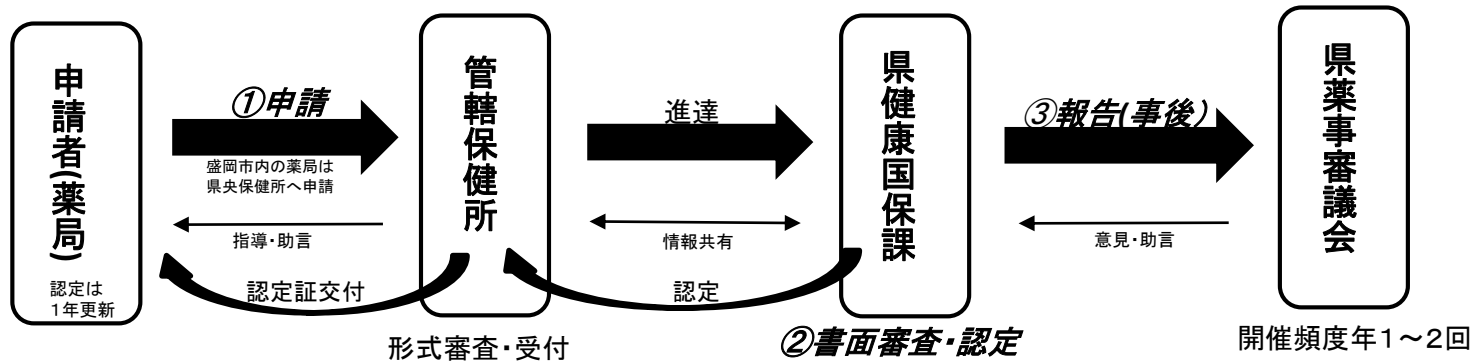 申請者(薬局)
認定は
1年更新
①申請
盛岡市内の薬局は
県央保健所へ申請
指導・助言
認定証交付
管轄保健所
形式審査・受付
進達
情報共有
認定
県健康国保課
②書面審査・認定
③報告(事後)
意見・助言
県薬事審議会
開催頻度年1～2回